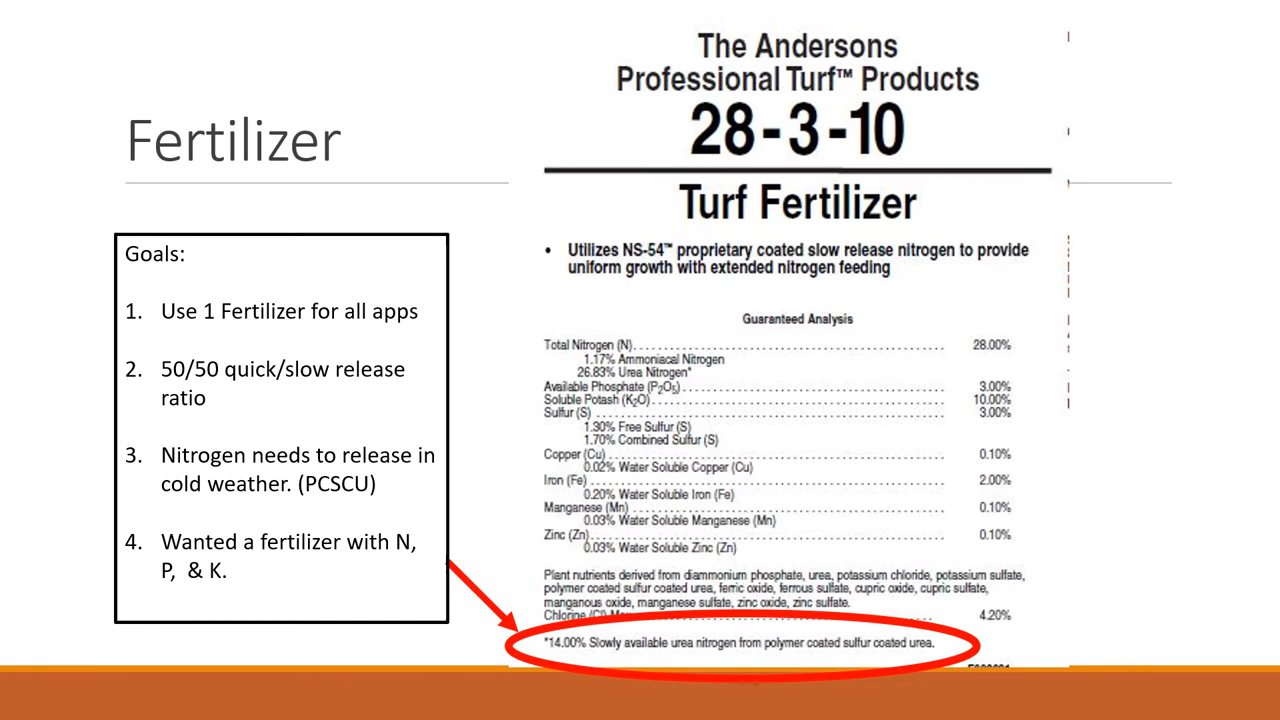 Fertilizer
Goals:
1. Use 1 Fertilizer for all apps
2. 50/50 quick/slow release
ratio
3. Nitrogen needs to release in
cold weather. (PCSCU)
4. Wanted a fertilizer with N,
P, & K.
The Andersons
Professional Turf™ Products
28-3-10
Turf Fertilizer
• Utilizes NS-54™ proprietary coated slow release nitrogen to provide
uniform growth with extended nitrogen feeding
Guaranteed Analysis
Total Nitrogen (N) 28.00%
1.17% Ammoniacal Nitrogen
26.83% Urea Nitrogen*
Available Phosphate (P₂O₅) 3.00%
Soluble Potash (K₂O) 10.00%
Sulfur (S) 3.00%
1.30% Free Sulfur (S)
1.70% Combined Sulfur (S)
Copper (Cu) 0.10%
0.02% Water Soluble Copper (Cu)
Iron (Fe) 2.00%
0.20% Water Soluble Iron (Fe)
Manganese (Mn) 0.10%
0.03% Water Soluble Manganese (Mn)
Zinc (Zn) 0.10%
0.03% Water Soluble Zinc (Zn)
Plant nutrients derived from diammonium phosphate, urea, potassium chloride, potassium sulfate,
polymer coated sulfur coated urea, ferric oxide, ferrous sulfate, cupric oxide, cupric sulfate,
manganous oxide, manganese sulfate, zinc oxide, zinc sulfate.
Chlorine (Cl) Max 4.20%
*14.00% Slowly available urea nitrogen from polymer coated sulfur coated urea.